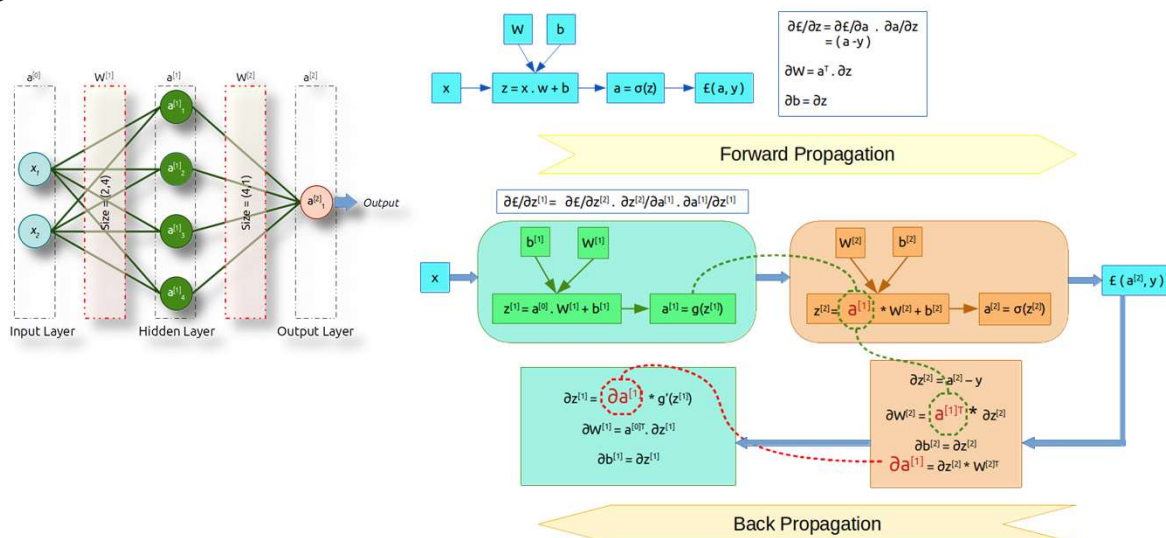 a[0]
W[1]
a[1]
W[2]
a[2]
x1
x2
Size = (2,4)
a[1]1
a[1]2
a[1]3
a[1]4
Size = (4,1)
a[2]1
Output
Input Layer
Hidden Layer
Output Layer
W
b
x
z = x . w + b
a = σ(z)
£( a, y )
∂£/∂z = ∂£/∂a . ∂a/∂z
= ( a -y )
∂W = aT . ∂z
∂b = ∂z
Forward Propagation
∂£/∂z[1] = ∂£/∂z[2] . ∂z[2]/∂a[1] . ∂a[1]/∂z[1]
x
b[1]
W[1]
z[1] = a[0] . W[1] + b[1]
a[1] = g(z[1])
W[2]
b[2]
z[2] = a[1] * W[2] + b[2]
a[2] = σ(z[2])
£ ( a[2], y )
∂z[1] = ∂a[1] * g'(z[1])
∂W[1] = a[0]T . ∂z[1]
∂b[1] = ∂z[1]
∂z[2] = a[2] – y
∂W[2] = a[1]T * ∂z[2]
∂b[2] = ∂z[2]
∂a[1] = ∂z[2] * W[2]T
Back Propagation